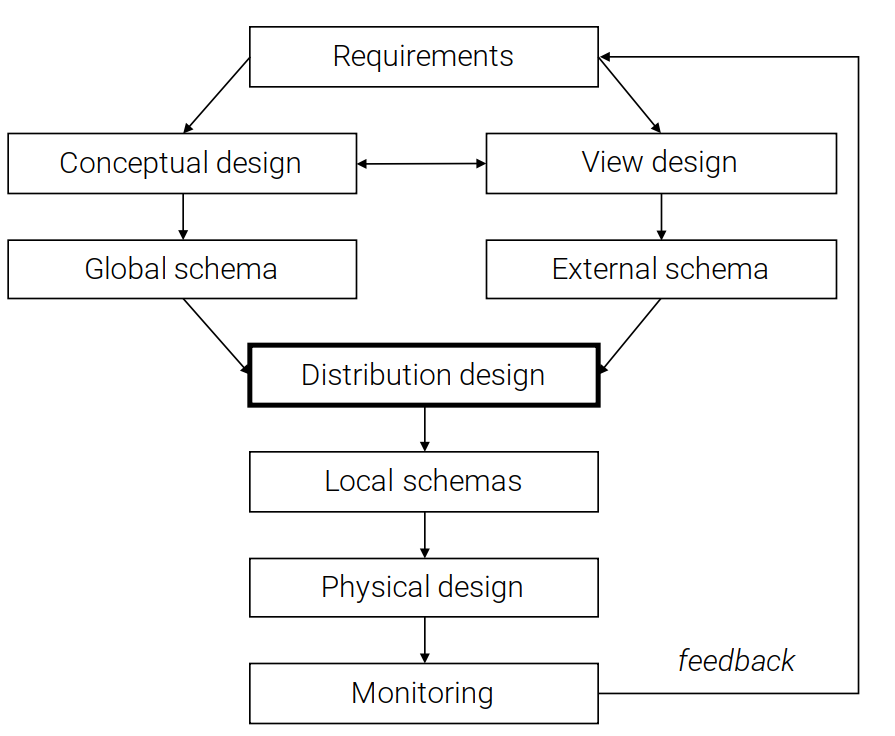 Requirements
Conceptual design
View design
Global schema
External schema
Distribution design
Local schemas
Physical design
feedback
Monitoring